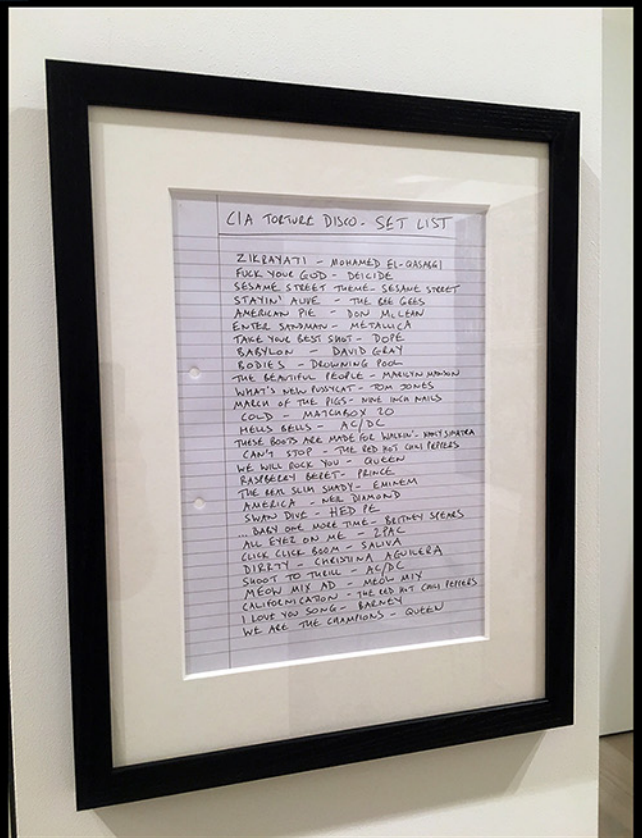 CIA TORTURE DISCO - SET LIST
ZIKRAYATI - MOHAMED EL-QASABGI
FUCK YOUR GOD - DEICIDE
SESAME STREET THEME - SESAME STREET
STAYIN' ALIVE - THE BEE GEES
AMERICAN PIE - DON McLEAN
ENTER SANDMAN - METALLICA
TAKE YOUR BEST SHOT - DOPE
BABYLON - DAVID GRAY
BODIES - DROWNING POOL
THE BEAUTIFUL PEOPLE - MARILYN MANSON
WHAT'S NEW PUSSYCAT - TOM JONES
MARCH OF THE PIGS - NINE INCH NAILS
COLD - MATCHBOX 20
HELLS BELLS - AC/DC
THESE BOOTS ARE MADE FOR WALKIN' - NANCY SINATRA
CAN'T STOP - THE RED HOT CHILI PEPPERS
WE WILL ROCK YOU - QUEEN
RASPBERRY BERET - PRINCE
THE REAL SLIM SHADY - EMINEM
AMERICA - NEIL DIAMOND
SWAN DIVE - HED PE
... BABY ONE MORE TIME - BRITNEY SPEARS
ALL EYEZ ON ME - 2PAC
CLICK CLICK BOOM - SALIVA
DIRRTY - CHRISTINA AGUILERA
SHOOT TO THRILL - AC/DC
MEOW MIX AD - MEOW MIX
CALIFORNICATION - THE RED HOT CHILI PEPPERS
I LOVE YOU SONG - BARNEY
WE ARE THE CHAMPIONS - QUEEN